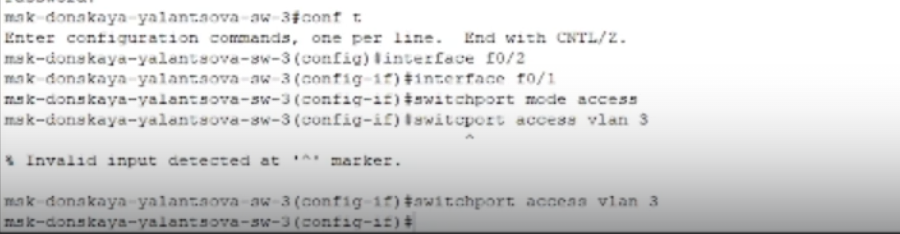 Password:
msk-donskaya-yalantsova-sw-3#conf t
Enter configuration commands, one per line.  End with CNTL/Z.
msk-donskaya-yalantsova-sw-3(config)#interface f0/2
msk-donskaya-yalantsova-sw-3(config-if)#interface f0/1
msk-donskaya-yalantsova-sw-3(config-if)#switchport mode access
msk-donskaya-yalantsova-sw-3(config-if)#switcport access vlan 3
^
% Invalid input detected at '^' marker.
msk-donskaya-yalantsova-sw-3(config-if)#switchport access vlan 3
msk-donskaya-yalantsova-sw-3(config-if)#